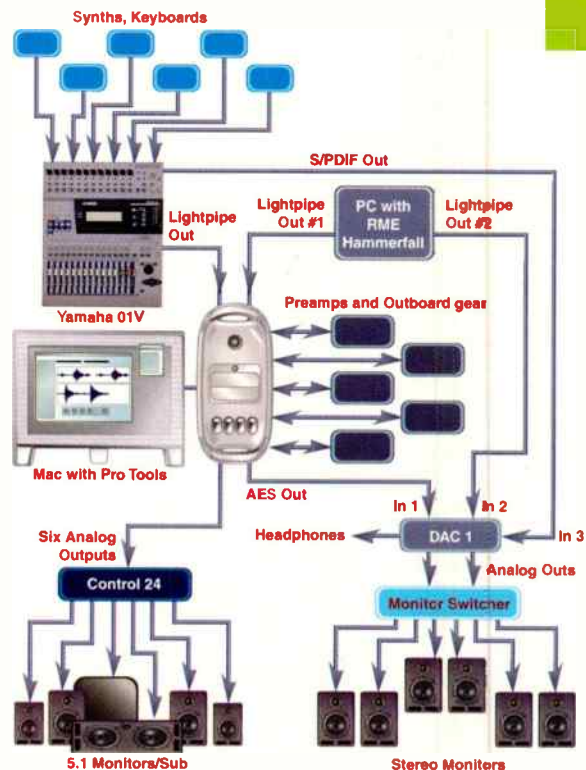 Synths, Keyboards
S/PDIF Out
Lightpipe
Out
Lightpipe
Out #1
PC with
RME
Hammerfall
Lightpipe
Out #2
Yamaha 01V
Preamps and Outboard gear
Mac with Pro Tools
AES Out
In 1
In 2
In 3
Headphones
DAC 1
Six Analog
Outputs
Analog Outs
Control 24
Monitor Switcher
5.1 Monitors/Sub
Stereo Monitors